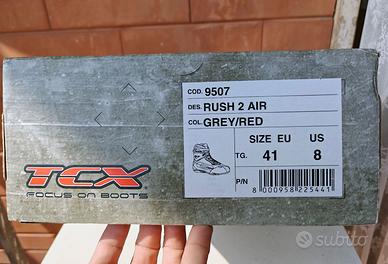 COD. 9507
DES. RUSH 2 AIR
COL. GREY/RED
SIZE EU US
TG. 41 8
P/N
8 000958 225441
TCX
FOCUS ON BOOTS
subito